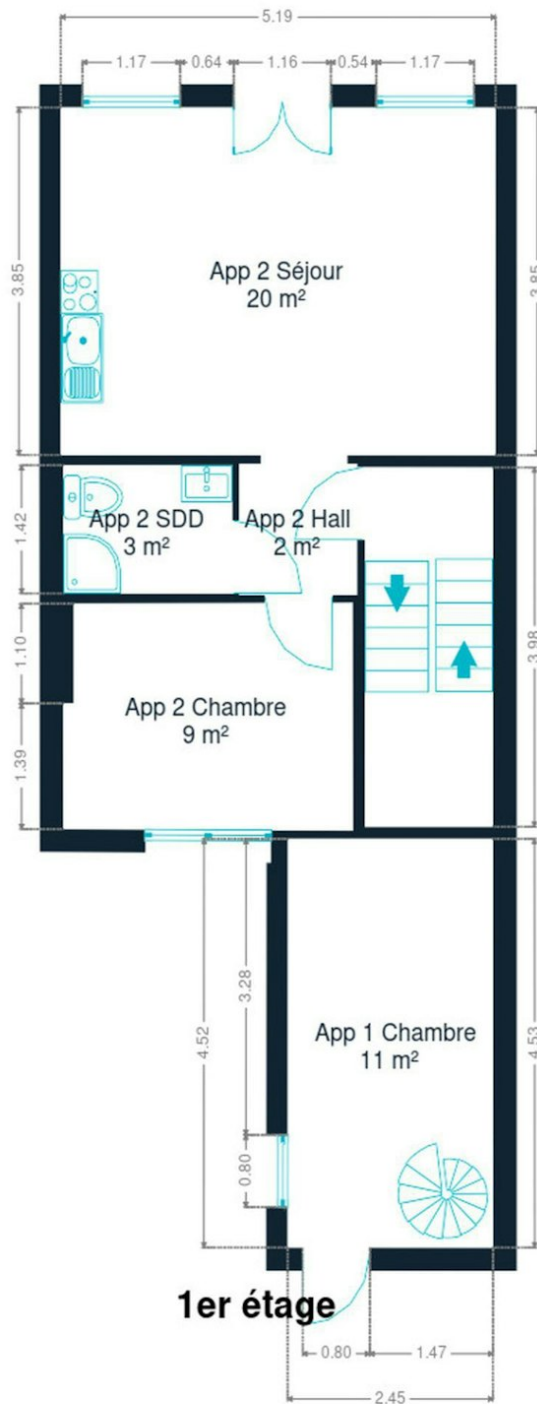 5.19
1.17 0.64 1.16 0.54 1.17
3.85
3.85
App 2 Séjour
20 m²
1.42
App 2 SDD
3 m²
App 2 Hall
2 m²
3.98
1.10
App 2 Chambre
9 m²
1.39
3.28
4.52
4.53
App 1 Chambre
11 m²
0.80
1er étage
0.80 1.47
2.45